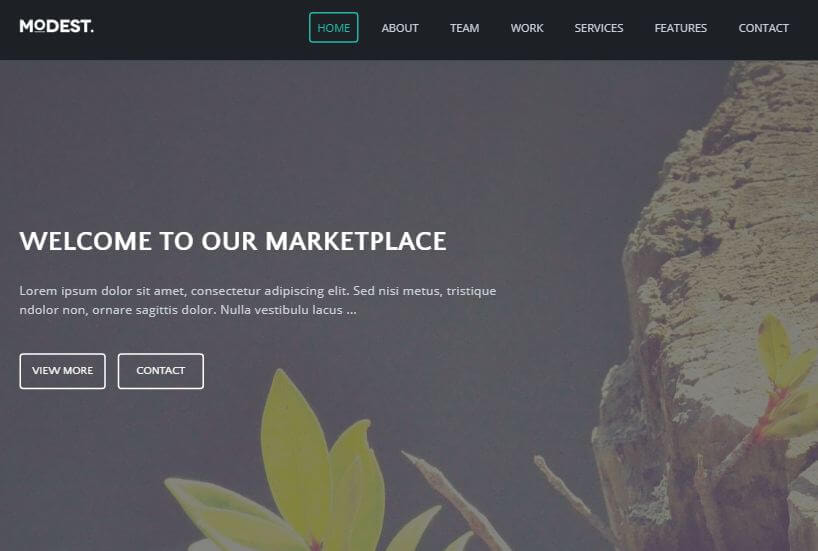 MODEST.
HOME ABOUT TEAM WORK SERVICES FEATURES CONTACT
WELCOME TO OUR MARKETPLACE
Lorem ipsum dolor sit amet, consectetur adipiscing elit. Sed nisi metus, tristique
ndolor non, ornare sagittis dolor. Nulla vestibulu lacus ...
VIEW MORE CONTACT